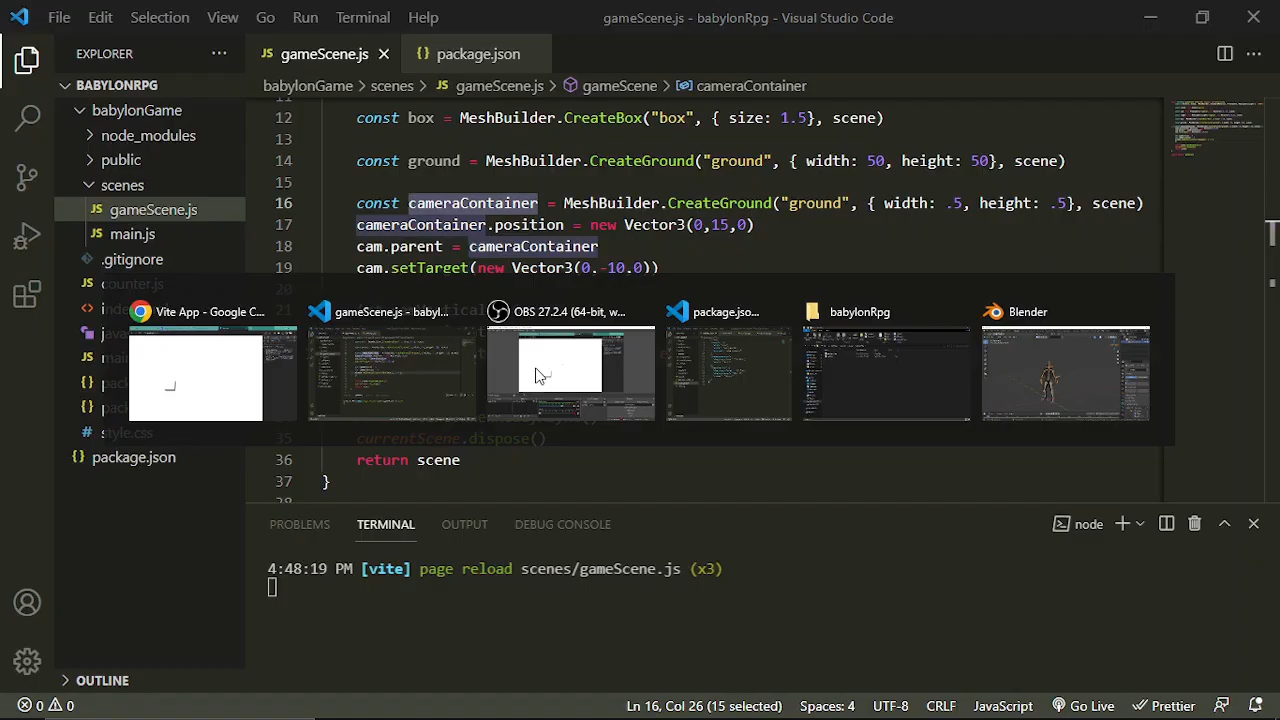 File Edit Selection View Go Run Terminal Help
gameScene.js - babylonRpg - Visual Studio Code
EXPLORER
BABYLONRPG
babylonGame
node_modules
public
scenes
JS gameScene.js
JS main.js
.gitignore
JS counter.js
# style.css
{} package.json
OUTLINE
JS gameScene.js
{} package.json
babylonGame > scenes > JS gameScene.js > gameScene > cameraContainer
12 const box = MeshBuilder.CreateBox("box", { size: 1.5}, scene)
13
14 const ground = MeshBuilder.CreateGround("ground", { width: 50, height: 50}, scene)
15
16 const cameraContainer = MeshBuilder.CreateGround("ground", { width: .5, height: .5}, scene)
17 cameraContainer.position = new Vector3(0,15,0)
18 cam.parent = cameraContainer
19 cam.setTarget(new Vector3(0,-10,0))
20
Vite App - Google C...
gameScene.js - babyl...
OBS 27.2.4 (64-bit, w...
package.jso...
babylonRpg
Blender
35 currentScene.dispose()
36 return scene
37 }
PROBLEMS TERMINAL OUTPUT DEBUG CONSOLE
node
4:48:19 PM [vite] page reload scenes/gameScene.js (x3)
0 0
Ln 16, Col 26 (15 selected) Spaces: 4 UTF-8 CRLF JavaScript Go Live Prettier